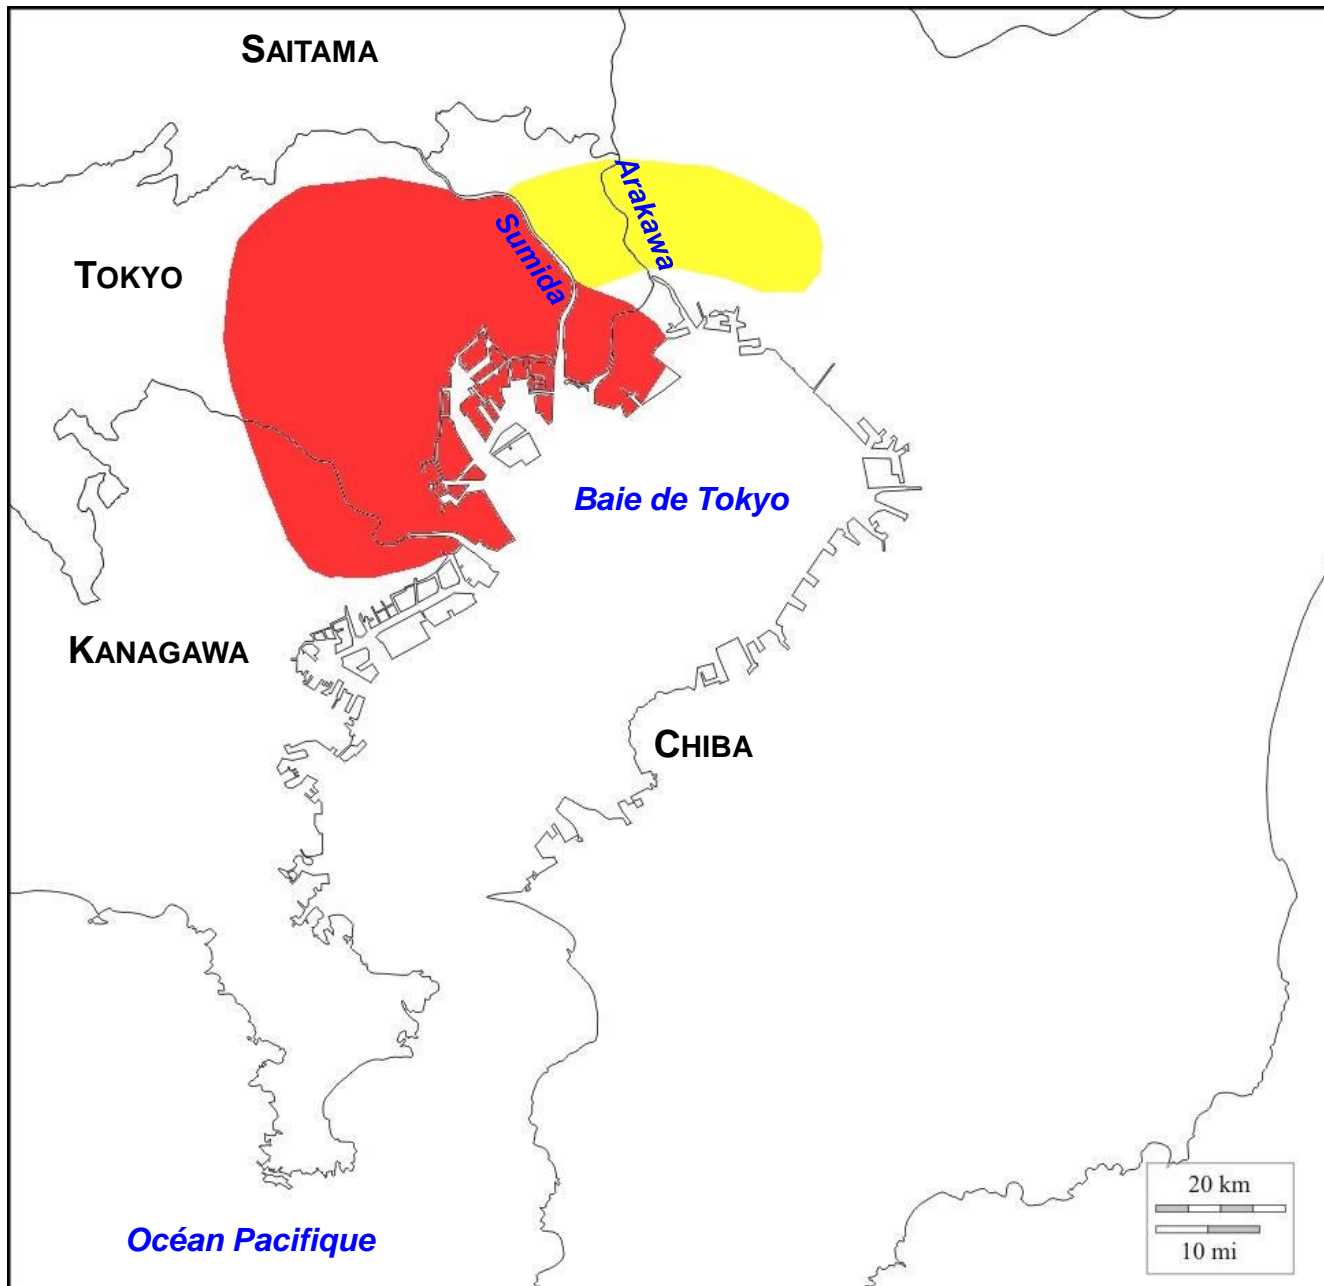 SAITAMA
Arakawa
Sumida
TOKYO
Baie de Tokyo
KANAGAWA
CHIBA
20 km
10 mi
Océan Pacifique